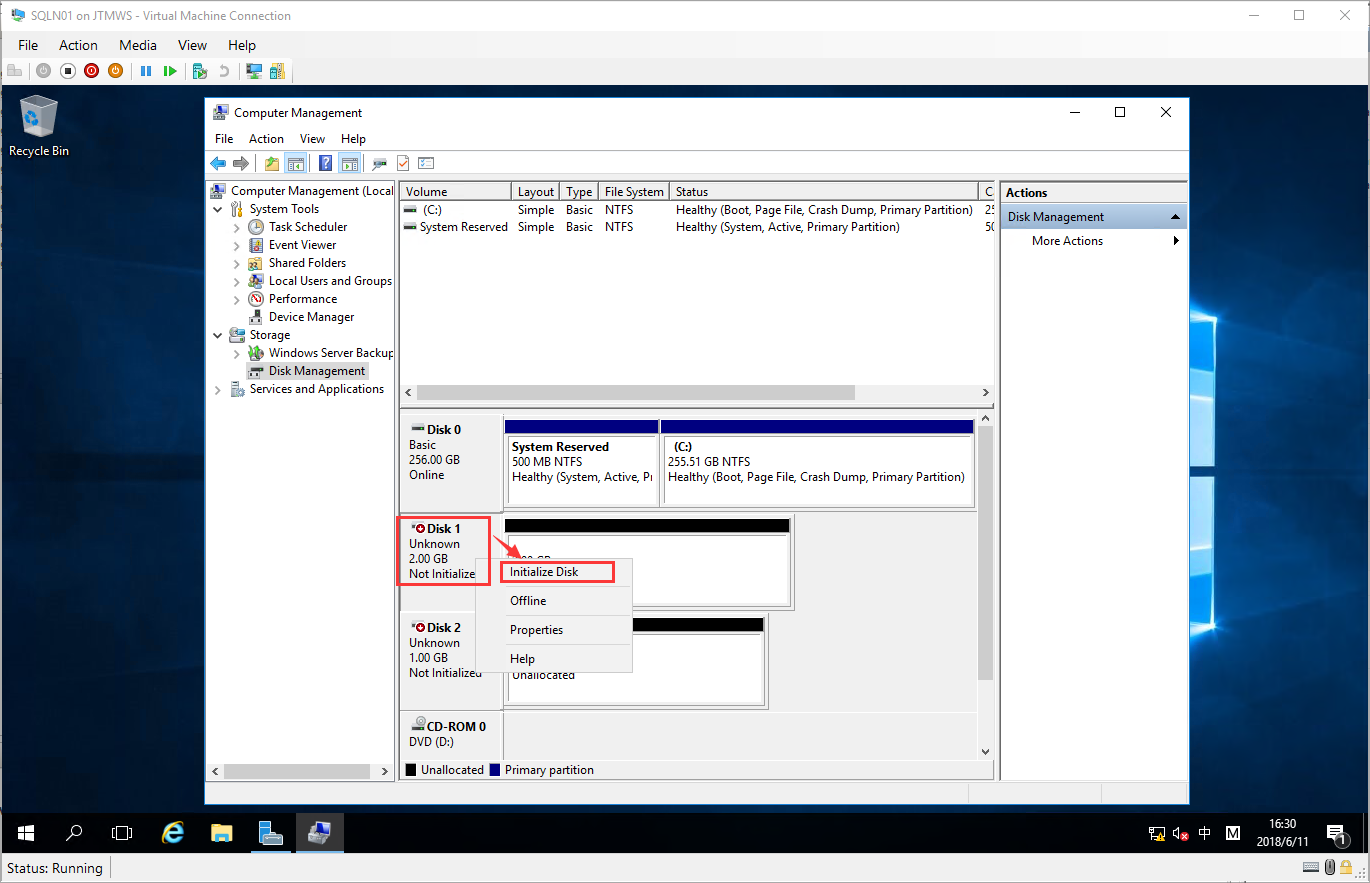 SQLN01 on JTMWS - Virtual Machine Connection
File Action Media View Help
Recycle Bin
Computer Management
File Action View Help
Computer Management (Local
System Tools
Task Scheduler
Event Viewer
Shared Folders
Local Users and Groups
Performance
Device Manager
Storage
Windows Server Backup
Disk Management
Services and Applications
Volume Layout Type File System Status C
(C:) Simple Basic NTFS Healthy (Boot, Page File, Crash Dump, Primary Partition)
System Reserved Simple Basic NTFS Healthy (System, Active, Primary Partition) 50
Actions
Disk Management
More Actions
Disk 0
Basic
256.00 GB
Online
System Reserved
500 MB NTFS
Healthy (System, Active, Pr
(C:)
255.51 GB NTFS
Healthy (Boot, Page File, Crash Dump, Primary Partition)
Disk 1
Unknown
2.00 GB
Not Initialize
Initialize Disk
Offline
Properties
Help
Disk 2
Unknown
1.00 GB
Not Initialized
Unallocated
CD-ROM 0
DVD (D:)
Unallocated Primary partition
中 M
16:30
2018/6/11
1
Status: Running